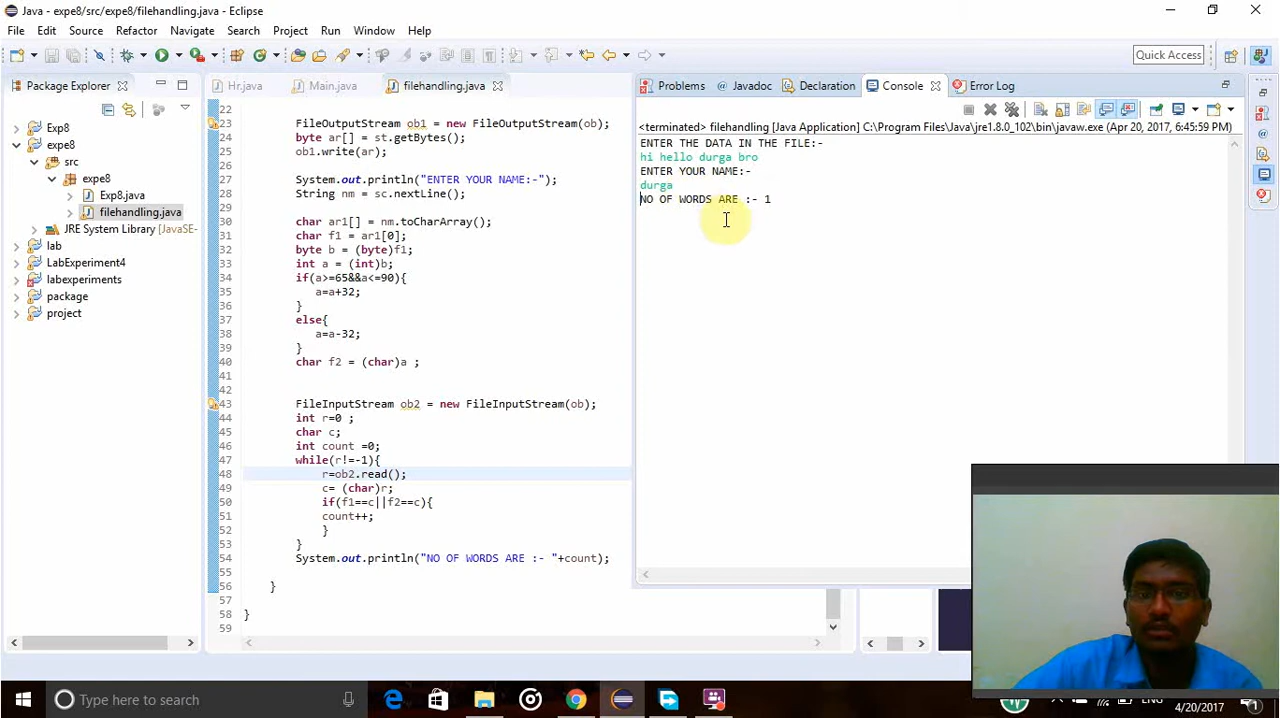 Java - expe8/src/expe8/filehandling.java - Eclipse
File Edit Source Refactor Navigate Search Project Run Window Help
Quick Access
Package Explorer
Hr.java Main.java filehandling.java
Problems Javadoc Declaration Console Error Log
Exp8
expe8
src
expe8
Exp8.java
filehandling.java
JRE System Library [JavaSE-
lab
LabExperiment4
labexperiments
package
project
22
23 FileOutputStream ob1 = new FileOutputStream(ob);
24 byte ar[] = st.getBytes();
25 ob1.write(ar);
26
27 System.out.println("ENTER YOUR NAME:-");
28 String nm = sc.nextLine();
29
30 char ar1[] = nm.toCharArray();
31 char f1 = ar1[0];
32 byte b = (byte)f1;
33 int a = (int)b;
34 if(a>=65&&a<=90){
35 a=a+32;
36 }
37 else{
38 a=a-32;
39 }
40 char f2 = (char)a ;
41
42
43 FileInputStream ob2 = new FileInputStream(ob);
44 int r=0 ;
45 char c;
46 int count =0;
47 while(r!=-1){
48 r=ob2.read();
49 c= (char)r;
50 if(f1==c||f2==c){
51 count++;
52 }
53 }
54 System.out.println("NO OF WORDS ARE :- "+count);
55
56 }
57
58 }
59
<terminated> filehandling [Java Application] C:\Program Files\Java\jre1.8.0_102\bin\javaw.exe (Apr 20, 2017, 6:45:59 PM)
ENTER THE DATA IN THE FILE:-
hi hello durga bro
ENTER YOUR NAME:-
durga
NO OF WORDS ARE :- 1
Type here to search
ENG
4/20/2017